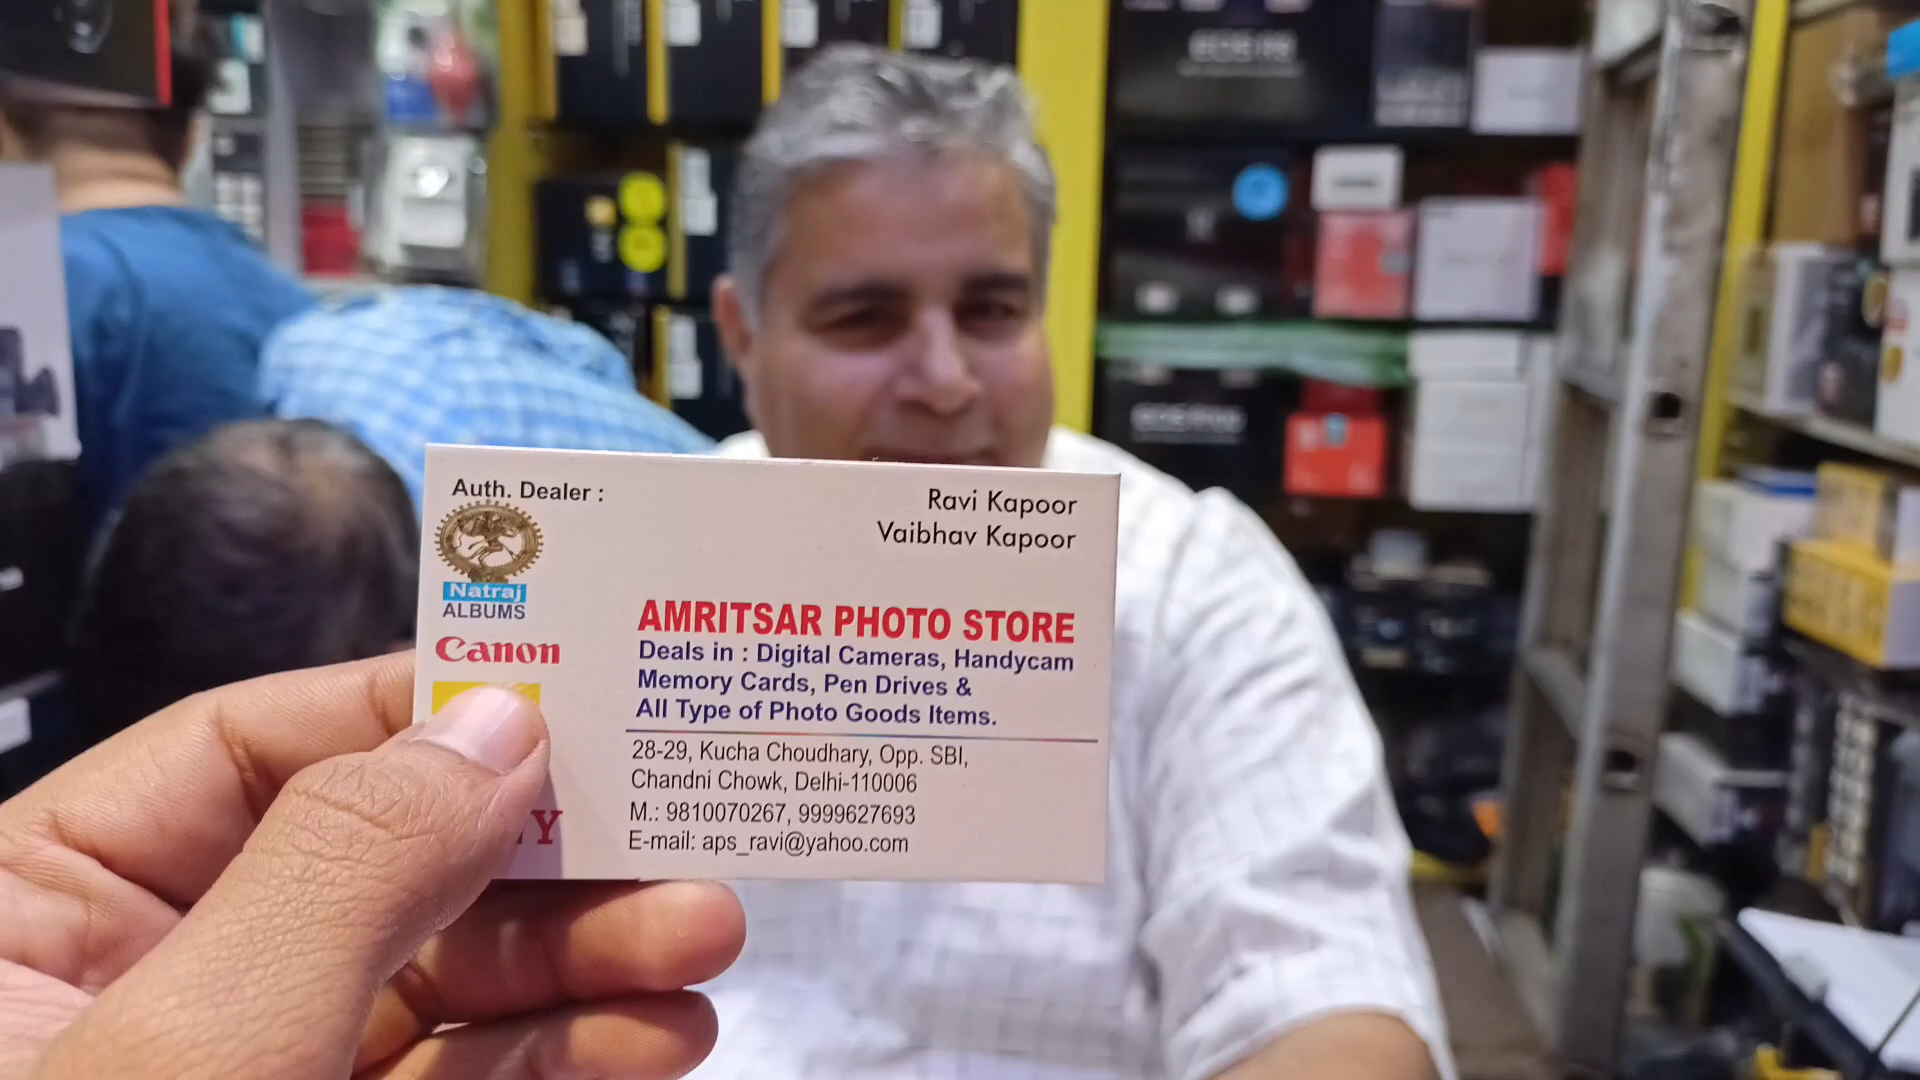 Auth. Dealer :
Natraj
ALBUMS
Canon
Ravi Kapoor
Vaibhav Kapoor
AMRITSAR PHOTO STORE
Deals in : Digital Cameras, Handycam
Memory Cards, Pen Drives &
All Type of Photo Goods Items.
28-29, Kucha Choudhary, Opp. SBI,
Chandni Chowk, Delhi-110006
M.: 9810070267, 9999627693
E-mail: aps_ravi@yahoo.com